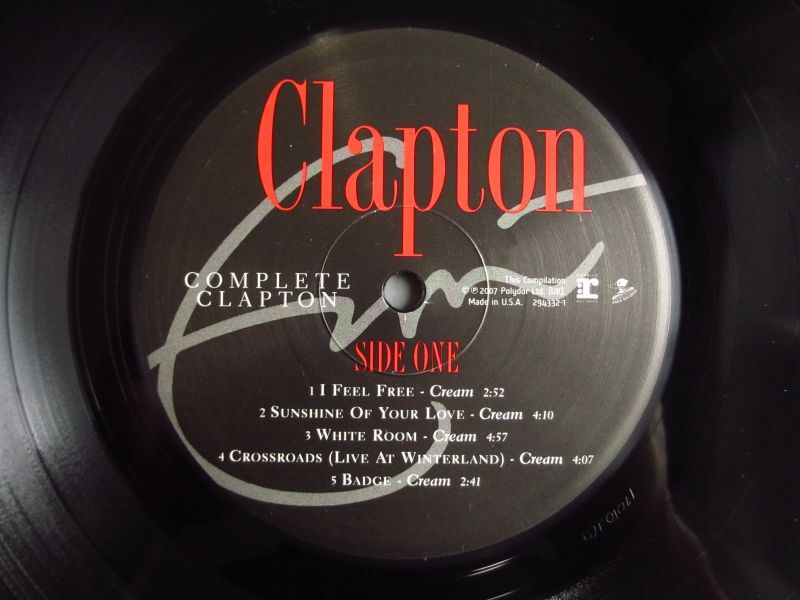 Clapton
COMPLETE
CLAPTON
This Compilation
© ℗ 2007 Polydor Ltd. (UK)
Made in U.S.A. 294332-1
SIDE ONE
1 I FEEL FREE - Cream 2:52
2 SUNSHINE OF YOUR LOVE - Cream 4:10
3 WHITE ROOM - Cream 4:57
4 CROSSROADS (LIVE AT WINTERLAND) - Cream 4:07
5 BADGE - Cream 2:41